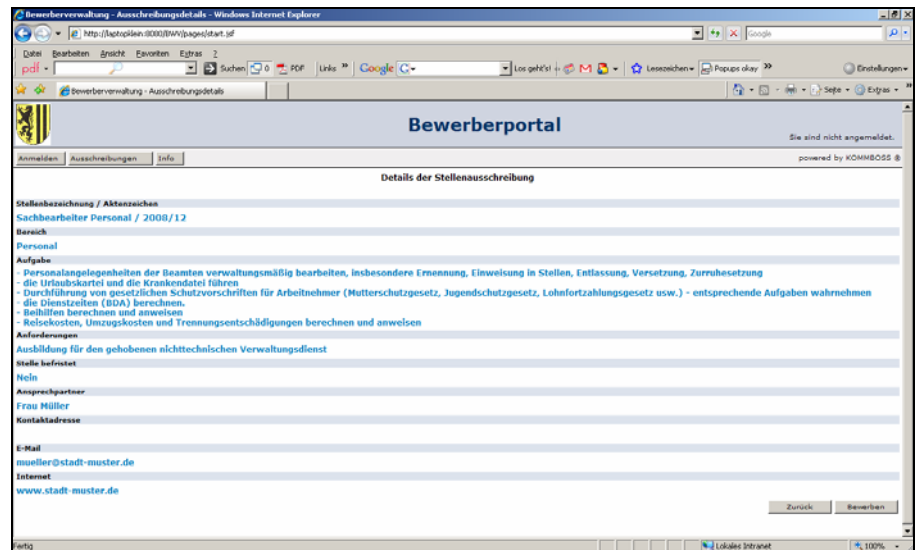 Bewerberverwaltung - Ausschreibungsdetails - Windows Internet Explorer
http://laptopklein:8080/BWV/pages/start.jsf
Google
Datei Bearbeiten Ansicht Favoriten Extras ?
pdf Suchen 0 PDF Links » Google G Los geht's! Lesezeichen Popups okay » Einstellungen
Bewerberverwaltung - Ausschreibungsdetails
Seite Extras »
Bewerberportal
Sie sind nicht angemeldet.
Anmelden Ausschreibungen Info
powered by KOMMBOSS ®
Details der Stellenausschreibung
Stellenbezeichnung / Aktenzeichen
Sachbearbeiter Personal / 2008/12
Bereich
Personal
Aufgabe
- Personalangelegenheiten der Beamten verwaltungsmäßig bearbeiten, insbesondere Ernennung, Einweisung in Stellen, Entlassung, Versetzung, Zurruhesetzung
- die Urlaubskartei und die Krankendatei führen
- Durchführung von gesetzlichen Schutzvorschriften für Arbeitnehmer (Mutterschutzgesetz, Jugendschutzgesetz, Lohnfortzahlungsgesetz usw.) - entsprechende Aufgaben wahrnehmen
- die Dienstzeiten (BDA) berechnen.
- Beihilfen berechnen und anweisen
- Reisekosten, Umzugskosten und Trennungsentschädigungen berechnen und anweisen
Anforderungen
Ausbildung für den gehobenen nichttechnischen Verwaltungsdienst
Stelle befristet
Nein
Ansprechpartner
Frau Müller
Kontaktadresse
E-Mail
mueller@stadt-muster.de
Internet
www.stadt-muster.de
Zurück Bewerben
Fertig
Lokales Intranet
100%